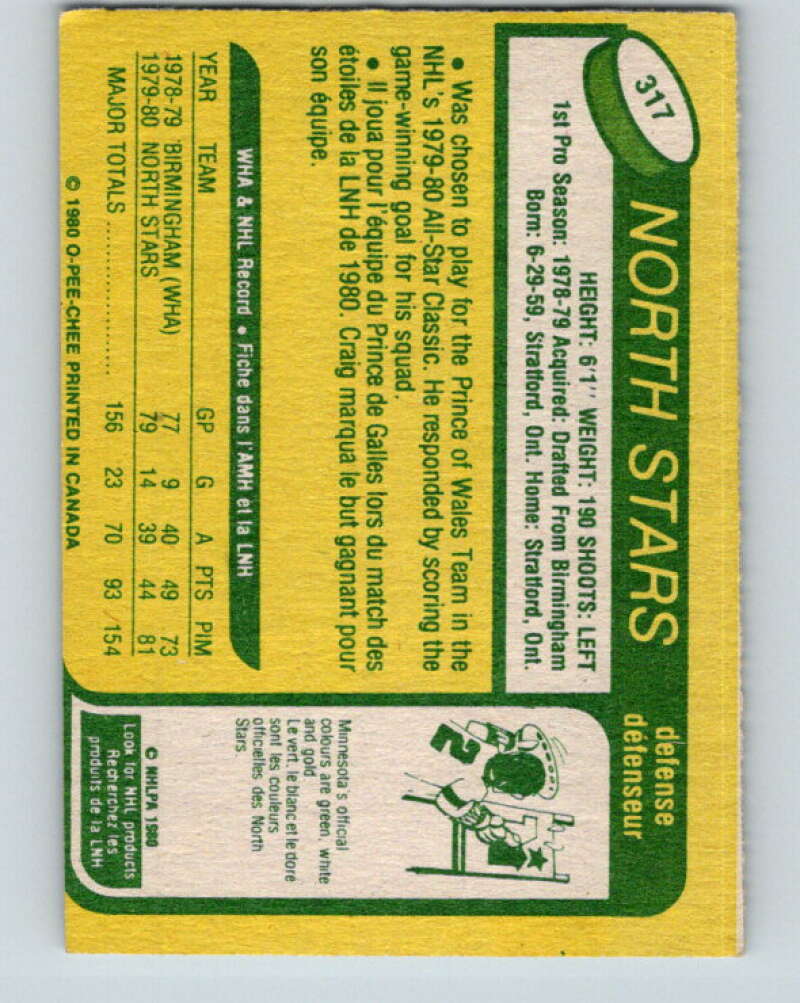 317
NORTH STARS
defense
défenseur
HEIGHT: 6'1" WEIGHT: 190 SHOOTS: LEFT
1st Pro Season: 1978-79 Acquired: Drafted From Birmingham
Born: 6-29-59, Stratford, Ont. Home: Stratford, Ont.
• Was chosen to play for the Prince of Wales Team in the
NHL's 1979-80 All-Star Classic. He responded by scoring the
game-winning goal for his squad.
• Il joua pour l'équipe du Prince de Galles lors du match des
étoiles de la LNH de 1980. Craig marqua le but gagnant pour
son équipe.
WHA & NHL Record • Fiche dans l'AMH et la LNH
YEAR TEAM GP G A PTS PIM
1978-79 'BIRMINGHAM (WHA) 77 9 40 49 73
1979-80 NORTH STARS 79 14 39 44 81
MAJOR TOTALS .................... 156 23 70 93 154
© 1980 O-PEE-CHEE PRINTED IN CANADA
2
Minnesota's official
colours are green, white
and gold.
Le vert, le blanc et le doré
sont les couleurs
officielles des North
Stars.
© NHLPA 1980
Look for NHL products
Recherchez les
produits de la LNH